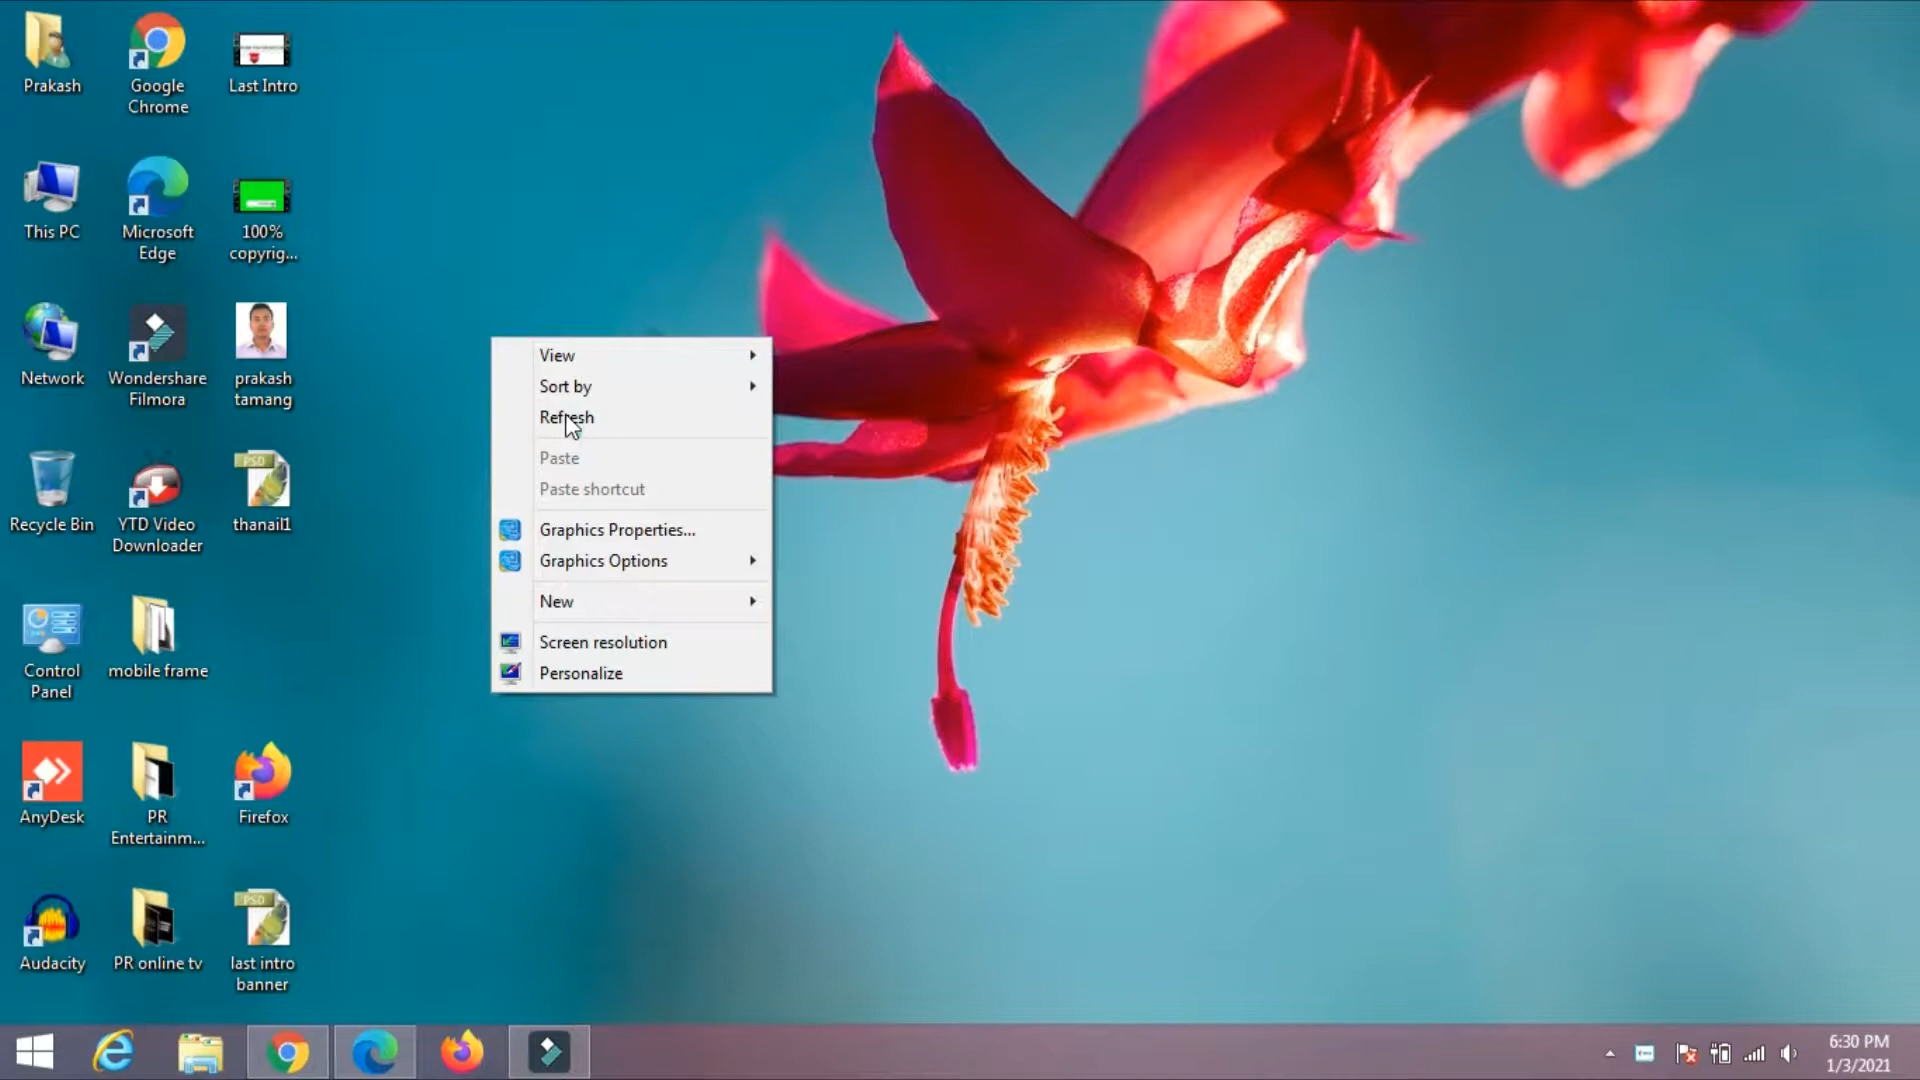 Prakash
Google
Chrome
Last Intro
This PC
Microsoft
Edge
100%
copyrig...
Network
Wondershare
Filmora
prakash
tamang
Recycle Bin
YTD Video
Downloader
PSD
thanail1
Control
Panel
mobile frame
AnyDesk
PR
Entertainm...
Firefox
Audacity
PR online tv
PSD
last intro
banner
View
Sort by
Refresh
Paste
Paste shortcut
Graphics Properties...
Graphics Options
New
Screen resolution
Personalize
6:30 PM
1/3/2021